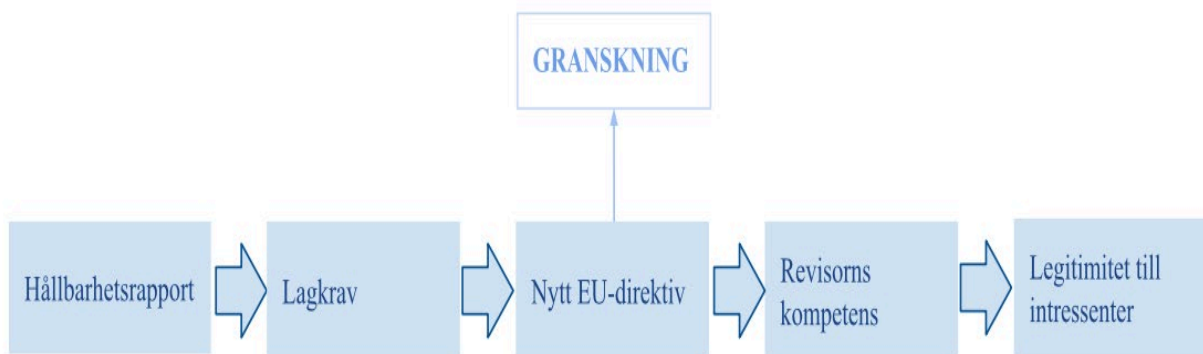 GRANSKNING
Hållbarhetsrapport
Lagkrav
Nytt EU-direktiv
Revisorns
kompetens
Legitimitet till
intressenter